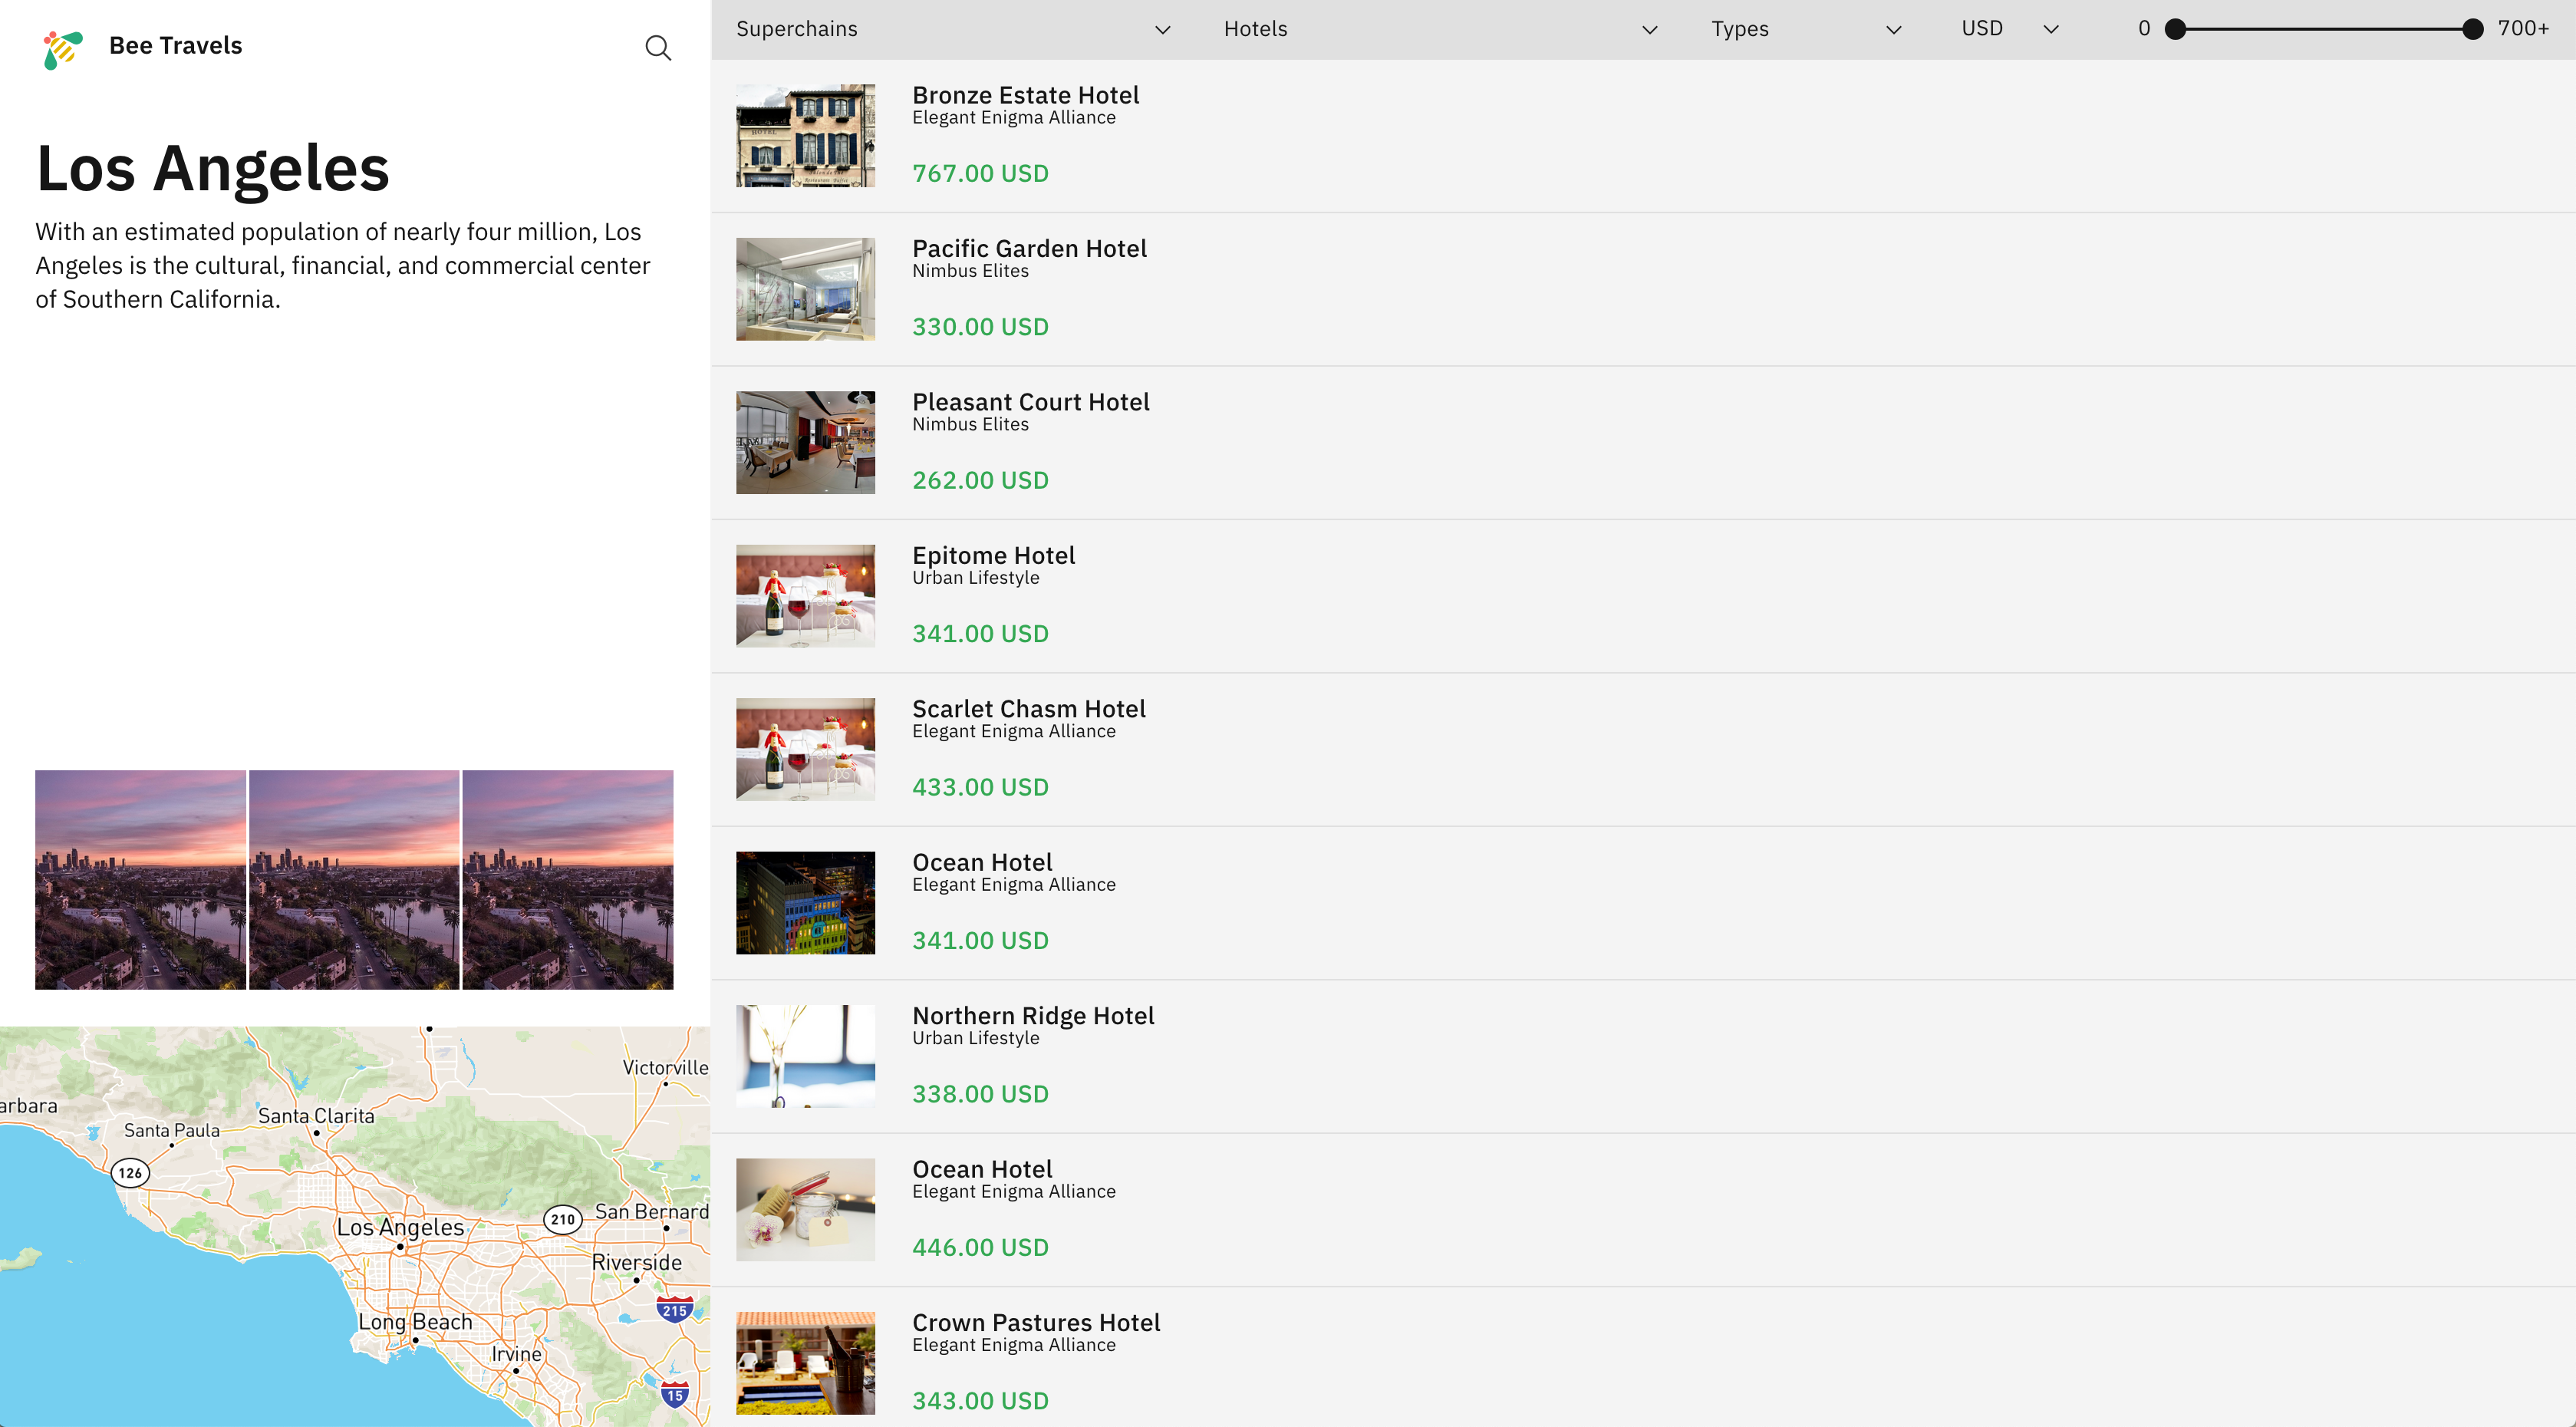 Bee Travels
Los Angeles
With an estimated population of nearly four million, Los
Angeles is the cultural, financial, and commercial center
of Southern California.
Victorville
arbara
Santa Clarita
Santa Paula
126
San Bernard
210
Los Angeles
Riverside
215
Long Beach
Irvine
15
Superchains
Hotels
Types
USD
0
700+
Bronze Estate Hotel
Elegant Enigma Alliance
767.00 USD
HOTEL
Pacific Garden Hotel
Nimbus Elites
330.00 USD
Pleasant Court Hotel
Nimbus Elites
262.00 USD
Epitome Hotel
Urban Lifestyle
341.00 USD
Scarlet Chasm Hotel
Elegant Enigma Alliance
433.00 USD
Ocean Hotel
Elegant Enigma Alliance
341.00 USD
Northern Ridge Hotel
Urban Lifestyle
338.00 USD
Ocean Hotel
Elegant Enigma Alliance
446.00 USD
Crown Pastures Hotel
Elegant Enigma Alliance
343.00 USD